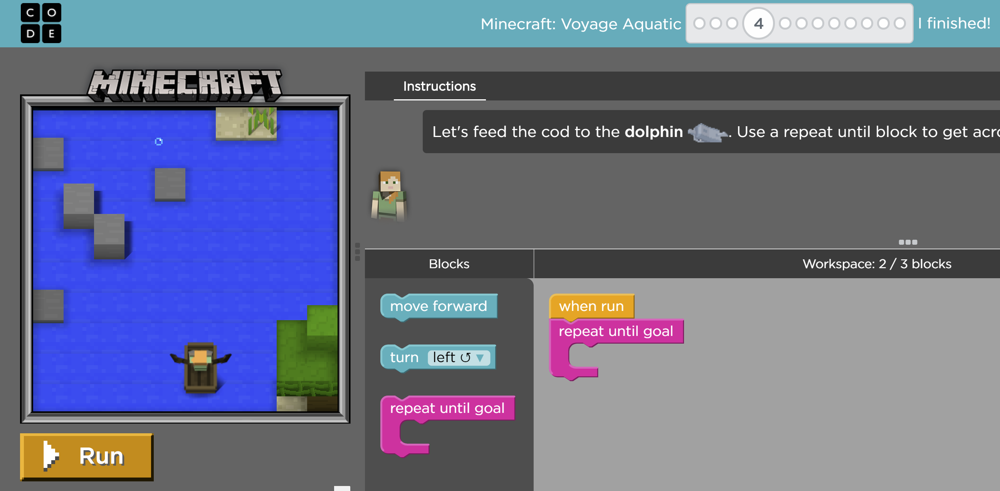 C O
D E
Minecraft: Voyage Aquatic
4
I finished!
MINECRAFT
Instructions
Let's feed the cod to the dolphin . Use a repeat until block to get
Blocks
Workspace: 2 / 3 blocks
move forward
turn left ↺ ▼
repeat until goal
when run
repeat until goal
Run